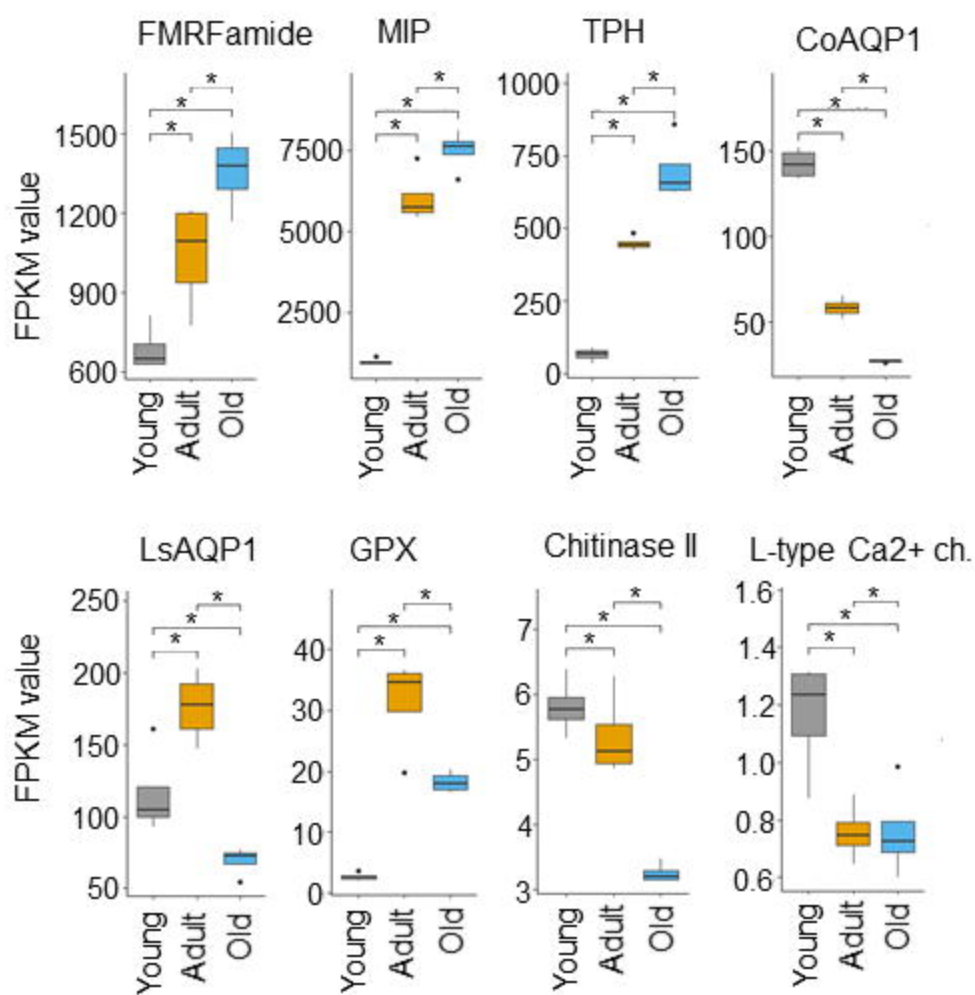 FMRFamide
MIP
TPH
CoAQP1
FPKM value
1500
1200
900
600
*
*
*
Young
Adult
Old
7500
5000
2500
*
*
*
Young
Adult
Old
1000
750
500
250
0
*
*
*
Young
Adult
Old
150
100
50
*
*
*
Young
Adult
Old
LsAQP1
GPX
Chitinase II
L-type Ca2+ ch.
FPKM value
250
200
150
100
50
*
*
*
Young
Adult
Old
40
30
20
10
0
*
*
*
Young
Adult
Old
7
6
5
4
3
*
*
*
Young
Adult
Old
1.6
1.4
1.2
1.0
0.8
0.6
*
*
*
Young
Adult
Old